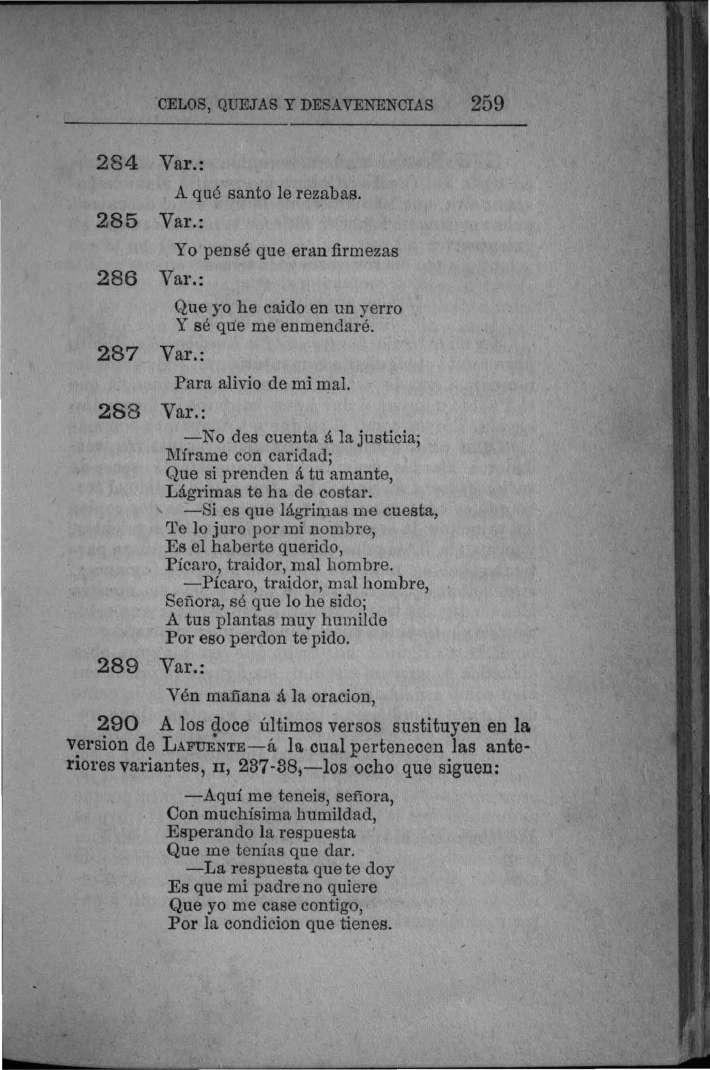 CELOS, QUEJAS Y DESAVENENCIAS 259
284 Var.:
A qué santo le rezabas.
285 Var.:
Yo pensé que eran firmezas
286 Var.:
Que yo he caido en un yerro
Y sé que me enmendaré.
287 Var.:
Para alivio de mi mal.
288 Var.:
—No des cuenta á la justicia;
Mírame con caridad;
Que si prenden á tu amante,
Lágrimas te ha de costar.
—Si es que lágrimas me cuesta,
Te lo juro por mi nombre,
Es el haberte querido,
Pícaro, traidor, mal hombre.
—Pícaro, traidor, mal hombre,
Señora, sé que lo he sido;
A tus plantas muy humilde
Por eso perdon te pido.
289 Var.:
Vén mañana á la oracion,
290 A los doce últimos versos sustituyen en la
version de LAFUENTE—á la cual pertenecen las ante-
riores variantes, II, 237-38,—los ocho que siguen:
—Aquí me teneis, señora,
Con muchísima humildad,
Esperando la respuesta
Que me tenías que dar.
—La respuesta que te doy
Es que mi padre no quiere
Que yo me case contigo,
Por la condicion que tienes.